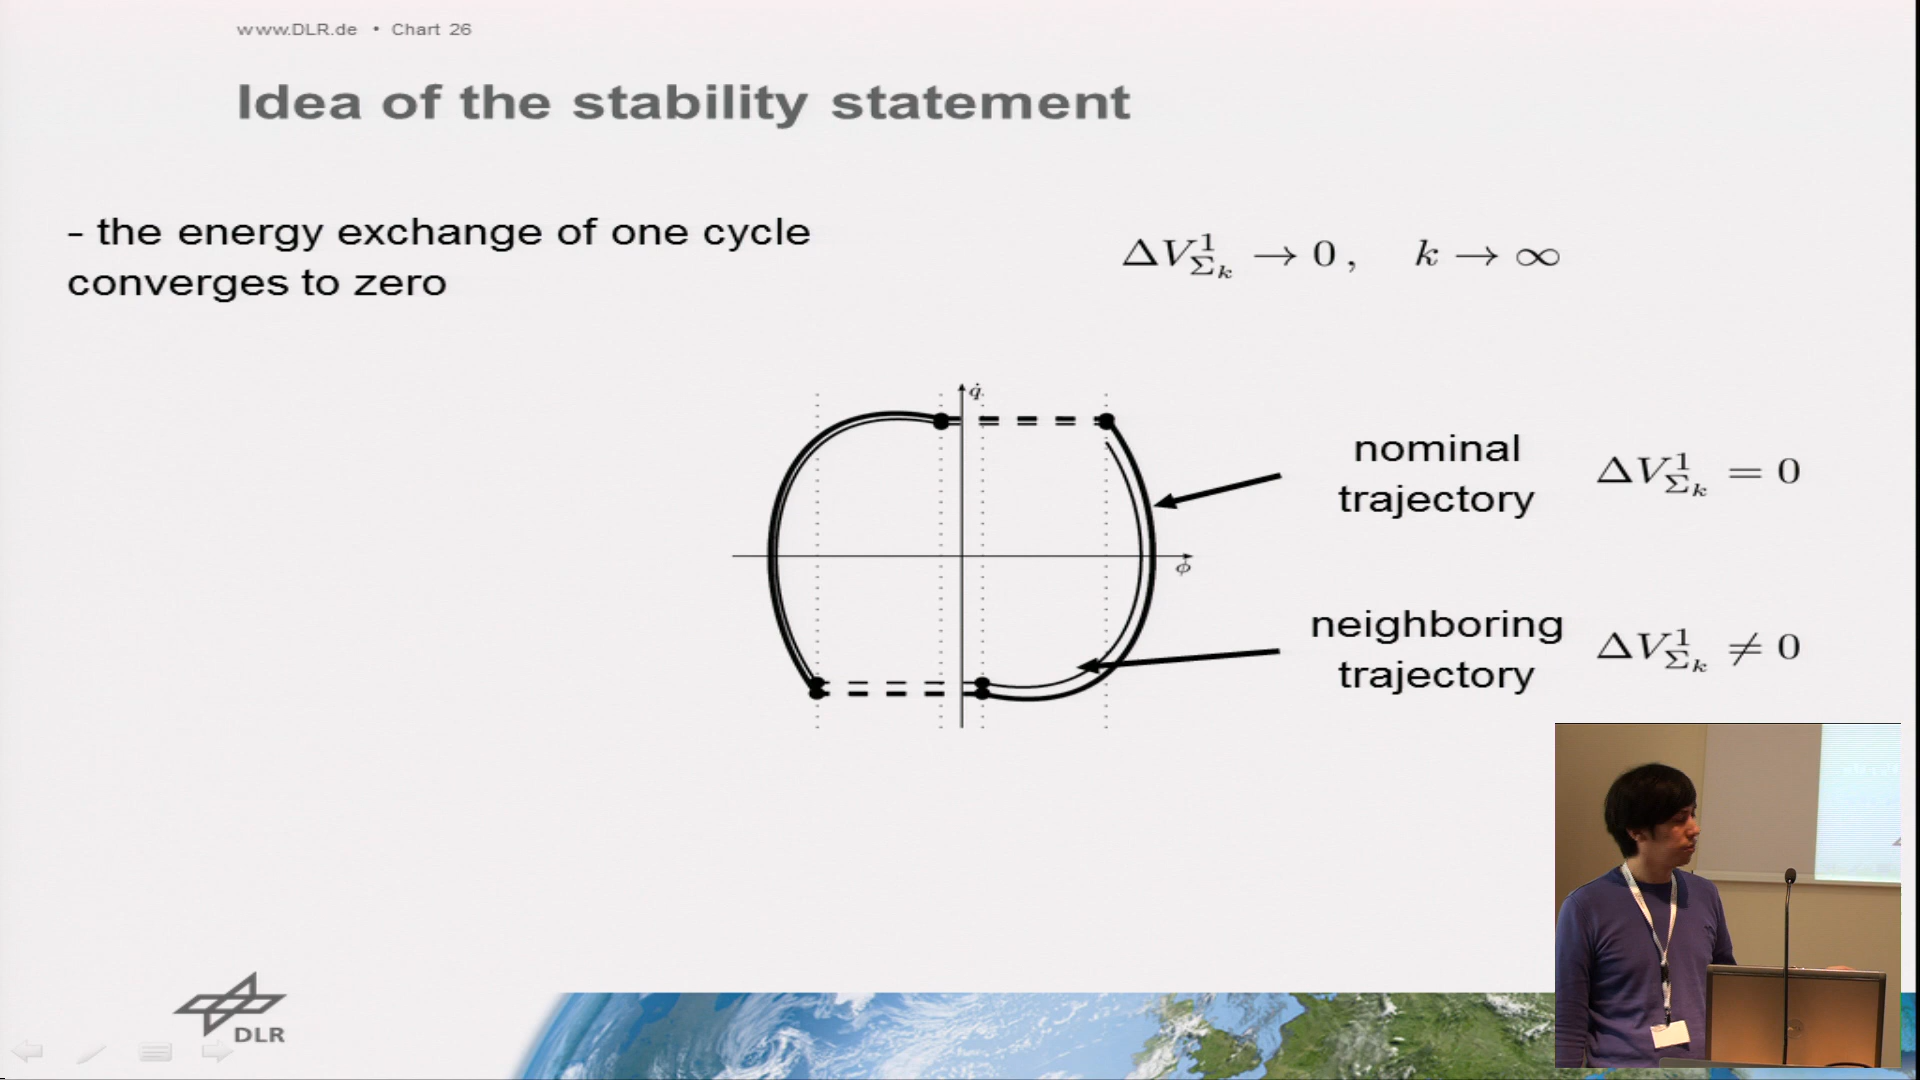 www.DLR.de • Chart 26
Idea of the stability statement
- the energy exchange of one cycle
converges to zero
ΔV¹_{Σ_k} → 0 , k → ∞
q̇
ϕ
nominal
trajectory
ΔV¹_{Σ_k} = 0
neighboring
trajectory
ΔV¹_{Σ_k} ≠ 0
DLR